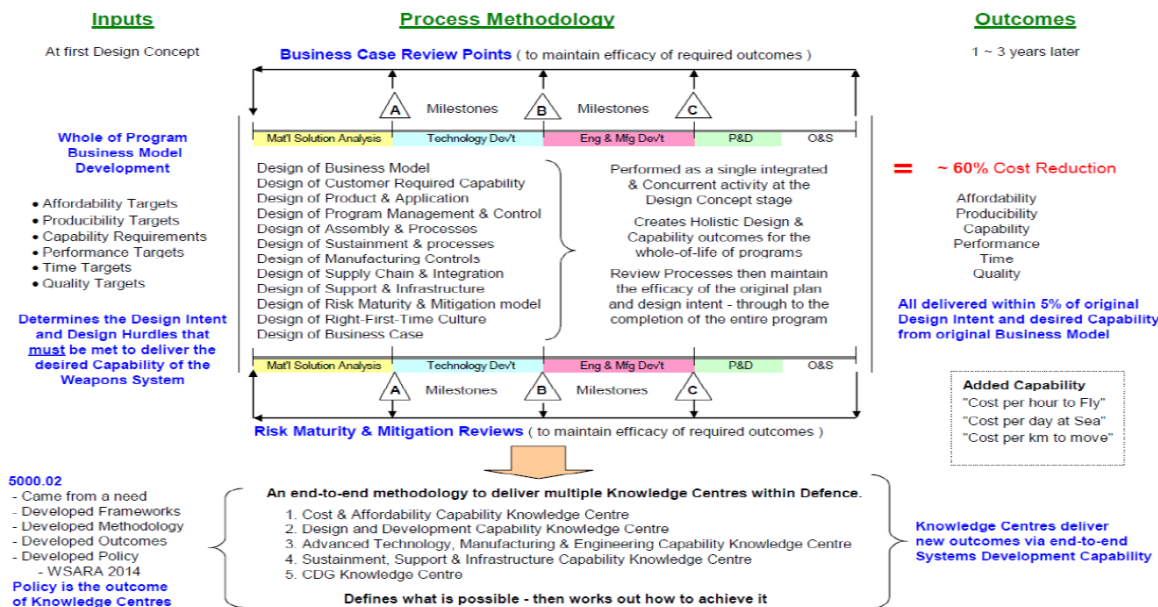 Inputs
Process Methodology
Outcomes
At first Design Concept
Business Case Review Points ( to maintain efficacy of required outcomes )
1 ~ 3 years later
A Milestones B Milestones C
Mat'l Solution Analysis Technology Dev't Eng & Mfg Dev't P&D O&S
Whole of Program
Business Model
Development
• Affordability Targets
• Producibility Targets
• Capability Requirements
• Performance Targets
• Time Targets
• Quality Targets
Determines the Design Intent
and Design Hurdles that
must be met to deliver the
desired Capability of the
Weapons System
Design of Business Model
Design of Customer Required Capability
Design of Product & Application
Design of Program Management & Control
Design of Assembly & Processes
Design of Sustainment & processes
Design of Manufacturing Controls
Design of Supply Chain & Integration
Design of Support & Infrastructure
Design of Risk Maturity & Mitigation model
Design of Right-First-Time Culture
Design of Business Case
Performed as a single integrated
& Concurrent activity at the
Design Concept stage
Creates Holistic Design &
Capability outcomes for the
whole-of-life of programs
Review Processes then maintain
the efficacy of the original plan
and design intent - through to the
completion of the entire program
= ~ 60% Cost Reduction
Affordability
Producibility
Capability
Performance
Time
Quality
All delivered within 5% of original
Design Intent and desired Capability
from original Business Model
Mat'l Solution Analysis Technology Dev't Eng & Mfg Dev't P&D O&S
A Milestones B Milestones C
Risk Maturity & Mitigation Reviews ( to maintain efficacy of required outcomes )
Added Capability
"Cost per hour to Fly"
"Cost per day at Sea"
"Cost per km to move"
5000.02
- Came from a need
- Developed Frameworks
- Developed Methodology
- Developed Outcomes
- Developed Policy
- WSARA 2014
Policy is the outcome
of Knowledge Centres
An end-to-end methodology to deliver multiple Knowledge Centres within Defence.
1. Cost & Affordability Capability Knowledge Centre
2. Design and Development Capability Knowledge Centre
3. Advanced Technology, Manufacturing & Engineering Capability Knowledge Centre
4. Sustainment, Support & Infrastructure Capability Knowledge Centre
5. CDG Knowledge Centre
Defines what is possible - then works out how to achieve it
Knowledge Centres deliver
new outcomes via end-to-end
Systems Development Capability